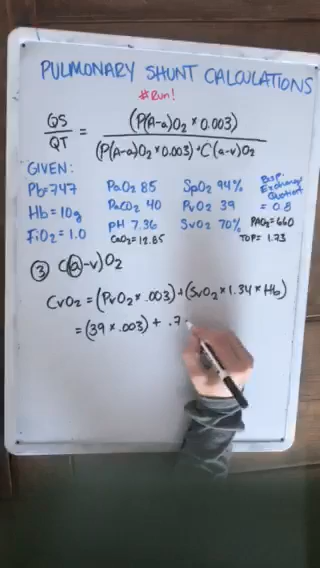 PULMONARY SHUNT CALCULATIONS
#Run!
QS/QT = (P(A-a)O₂ × 0.003) / (P(A-a)O₂ × 0.003) + C(a-v)O₂
GIVEN:
Pb=747 PaO₂ 85 SpO₂ 94% Resp. Exchange Quotient = 0.8
Hb=10g PaCO₂ 40 PvO₂ 39
FiO₂=1.0 pH 7.36 SvO₂ 70% PAO₂=660
CaO₂=12.85 TOP= 1.73
③ C(a-v)O₂
CvO₂ = (PvO₂ × .003) + (SvO₂ × 1.34 × Hb)
= (39 × .003) + .7